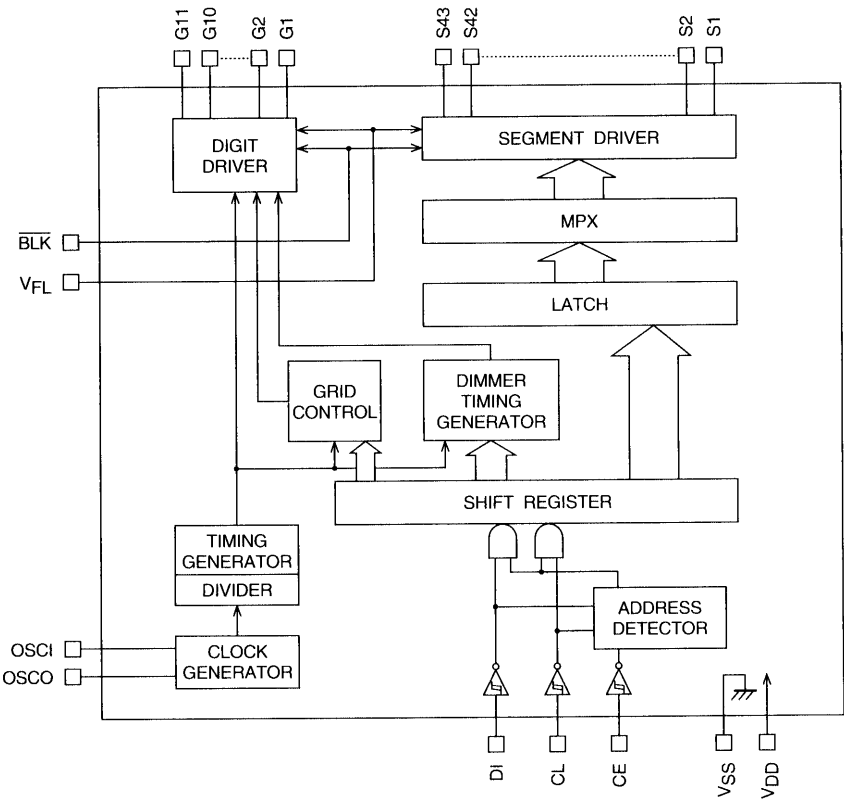 G11 G10 G2 G1 S43 S42 S2 S1
DIGIT
DRIVER
SEGMENT DRIVER
MPX
BLK
VFL
LATCH
GRID
CONTROL
DIMMER
TIMING
GENERATOR
SHIFT REGISTER
TIMING
GENERATOR
DIVIDER
ADDRESS
DETECTOR
OSCI
OSCO
CLOCK
GENERATOR
DI CL CE VSS VDD